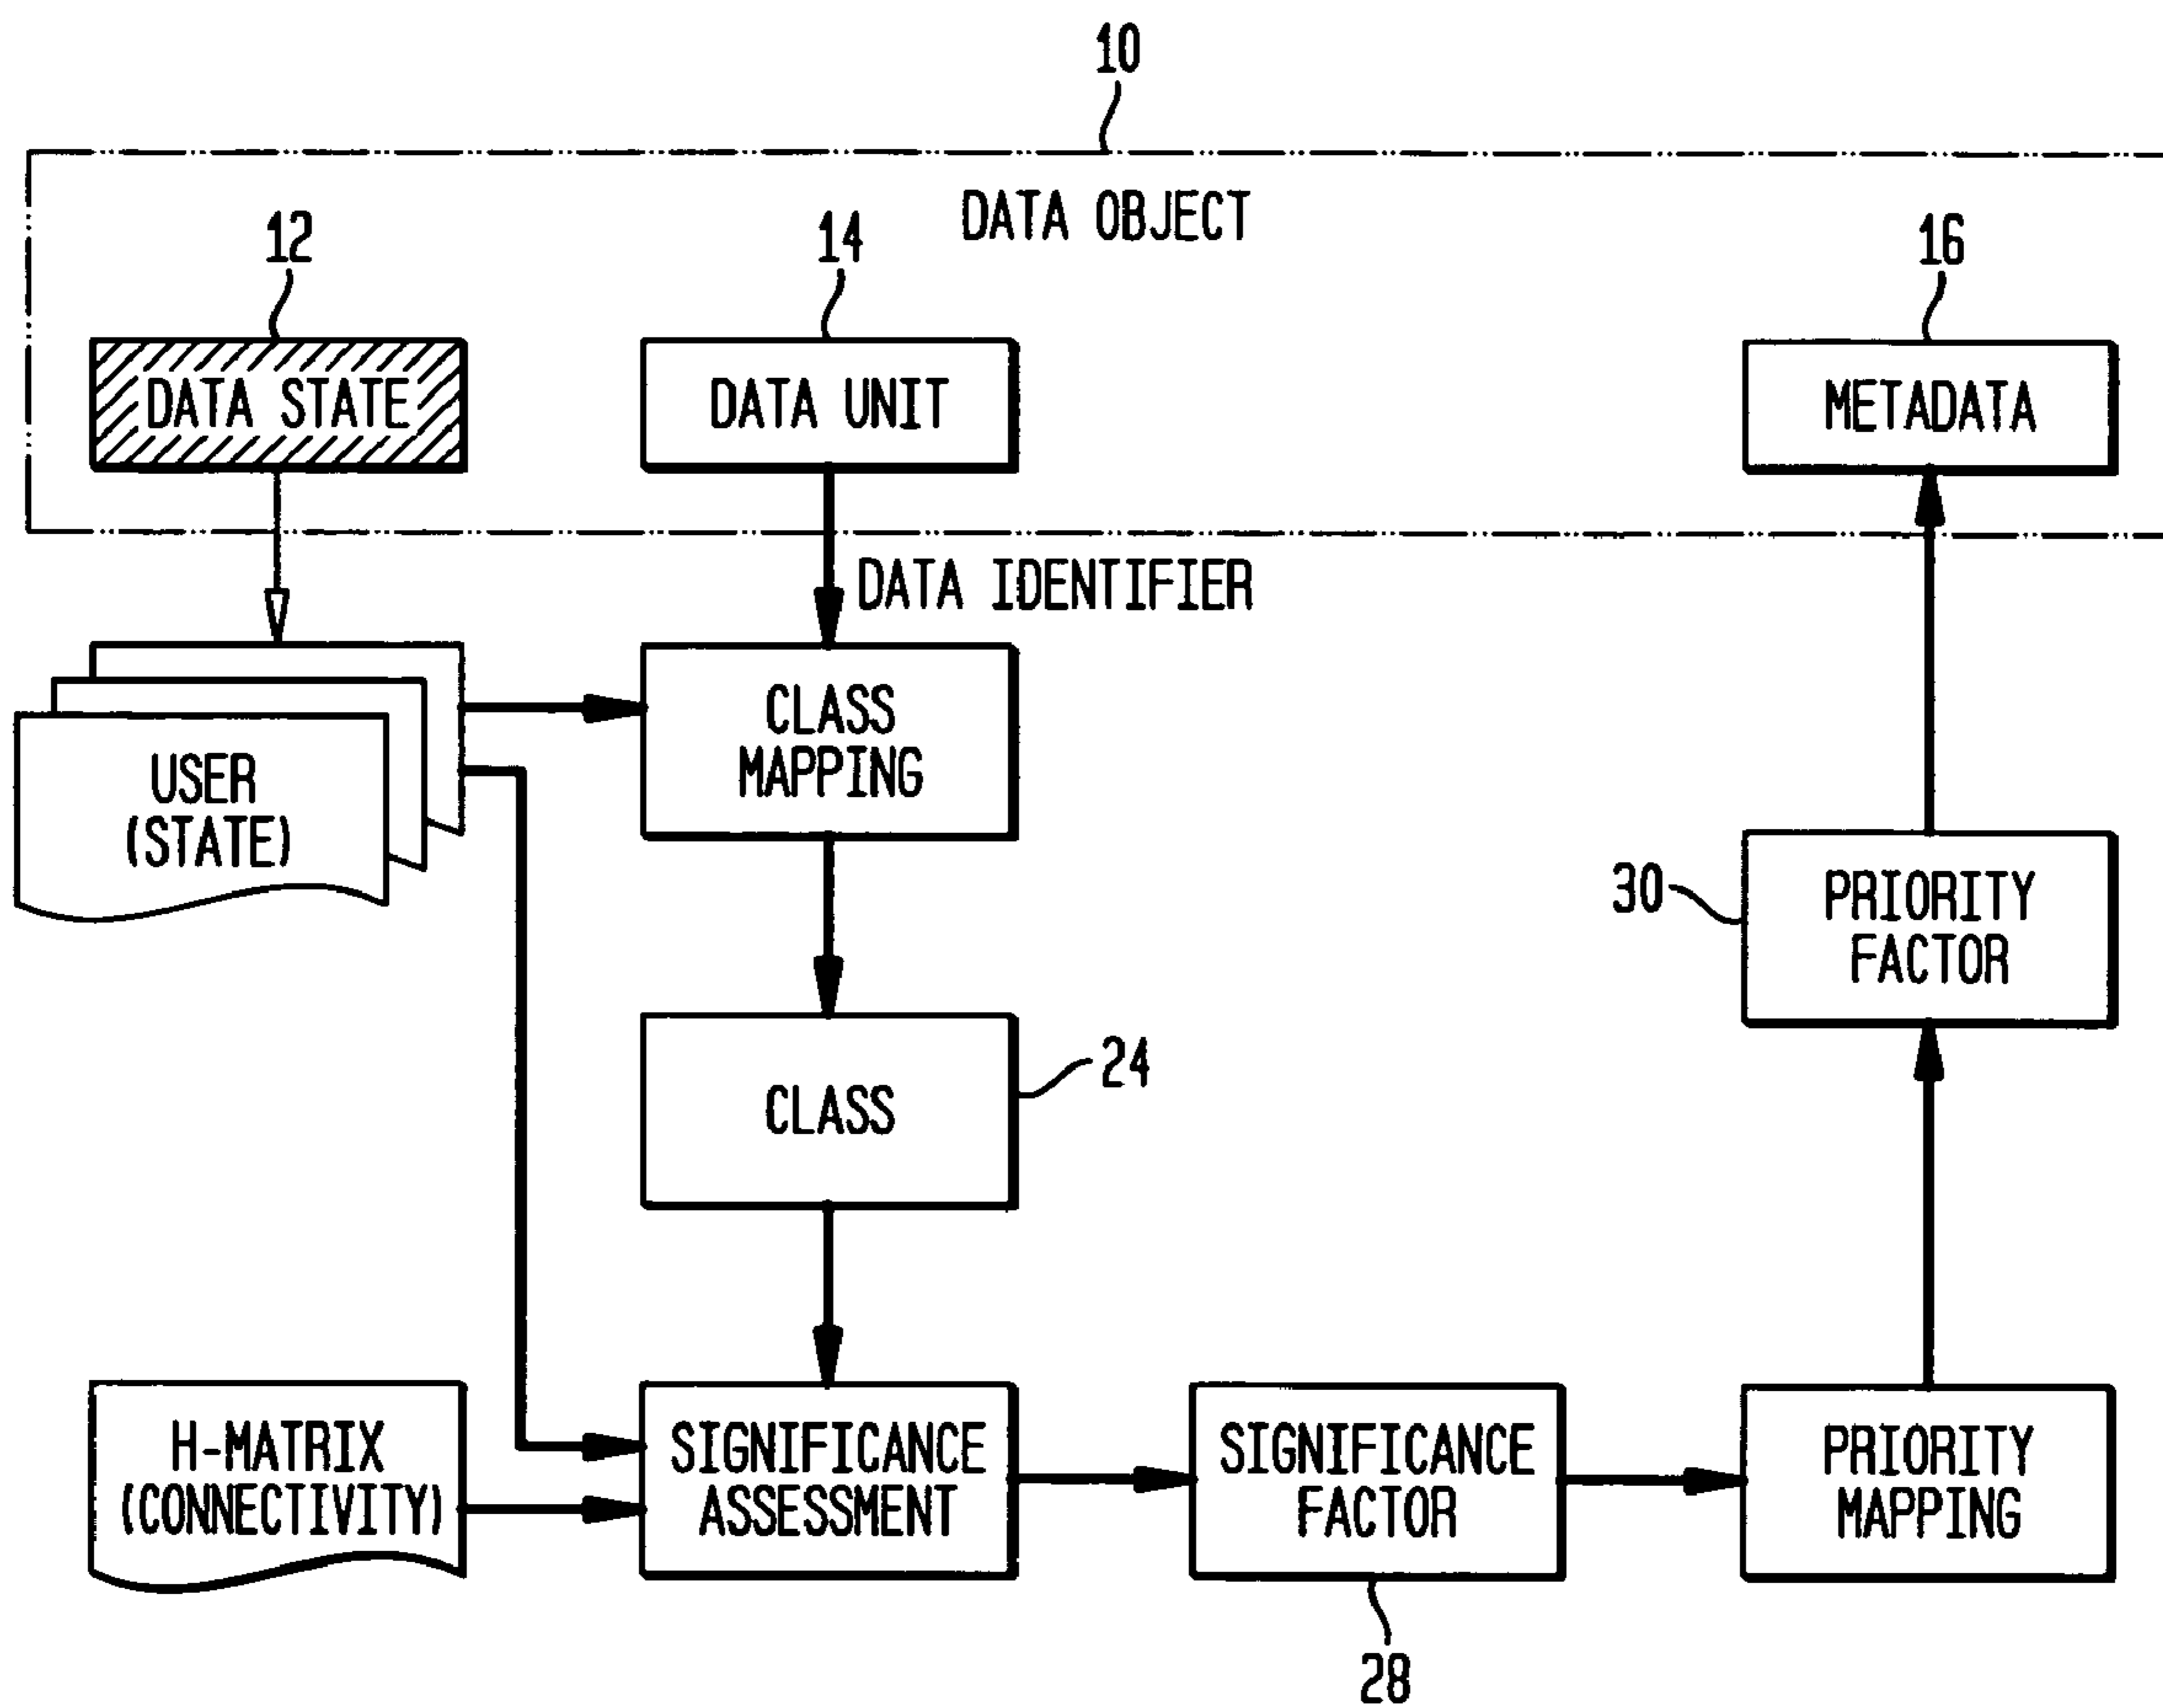 10
DATA OBJECT
12
14
16
DATA STATE
DATA UNIT
METADATA
DATA IDENTIFIER
USER
(STATE)
CLASS
MAPPING
30
PRIORITY
FACTOR
CLASS
24
H-MATRIX
(CONNECTIVITY)
SIGNIFICANCE
ASSESSMENT
SIGNIFICANCE
FACTOR
PRIORITY
MAPPING
28